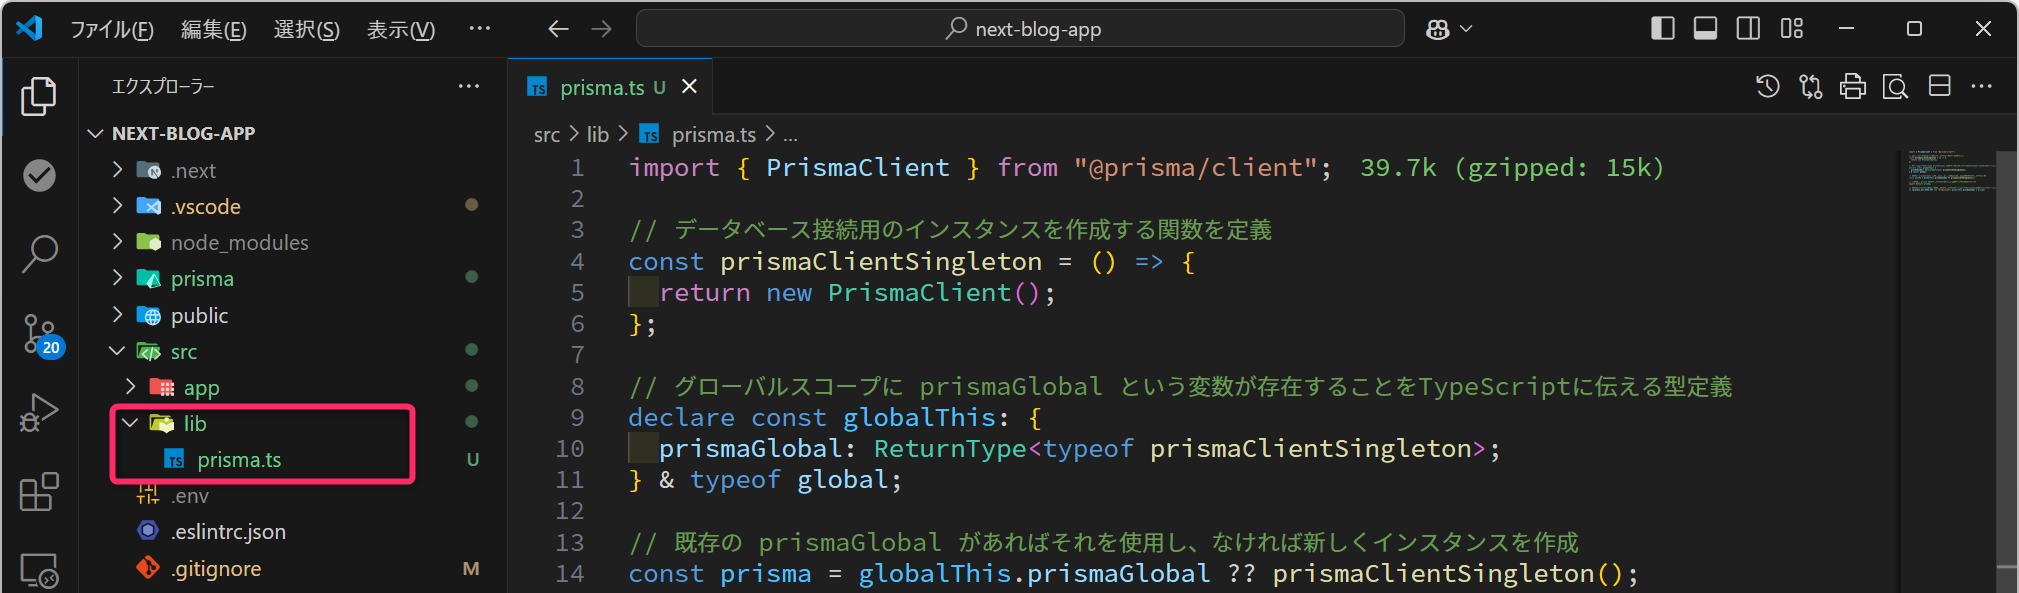 ファイル(F) 編集(E) 選択(S) 表示(V) ··· next-blog-app
エクスプローラー ···
NEXT-BLOG-APP
.next
.vscode
node_modules
prisma
public
src
app
lib
prisma.ts U
.env
.eslintrc.json
.gitignore M
20
TS prisma.ts U
src > lib > TS prisma.ts > ...
1 import { PrismaClient } from "@prisma/client"; 39.7k (gzipped: 15k)
2
3 // データベース接続用のインスタンスを作成する関数を定義
4 const prismaClientSingleton = () => {
5 return new PrismaClient();
6 };
7
8 // グローバルスコープに prismaGlobal という変数が存在することをTypeScriptに伝える型定義
9 declare const globalThis: {
10 prismaGlobal: ReturnType<typeof prismaClientSingleton>;
11 } & typeof global;
12
13 // 既存の prismaGlobal があればそれを使用し、なければ新しくインスタンスを作成
14 const prisma = globalThis.prismaGlobal ?? prismaClientSingleton();